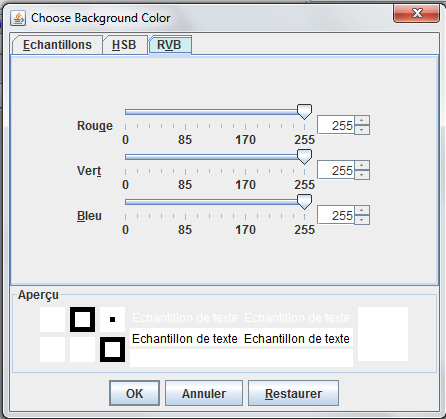 Choose Background Color
Echantillons HSB RVB
Rouge 255
0 85 170 255
Vert 255
0 85 170 255
Bleu 255
0 85 170 255
Aperçu
Echantillon de texte Echantillon de texte
Echantillon de texte Echantillon de texte
OK Annuler Restaurer